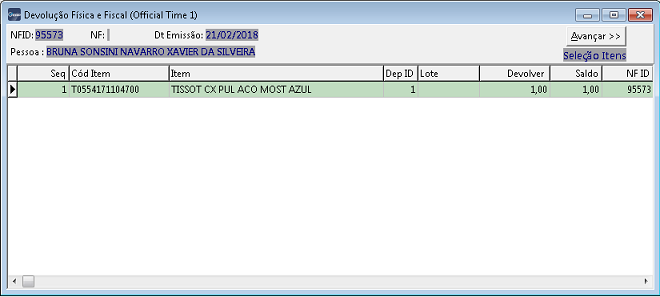 Devolução Física e Fiscal (Official Time 1)
NFID: 95573 NF: Dt Emissão: 21/02/2018 Avançar >>
Pessoa : BRUNA SONSINI NAVARRO XAVIER DA SILVEIRA Seleção Itens
Seq Cód Item Item Dep ID Lote Devolver Saldo NF ID
1 T0554171104700 TISSOT CX PUL ACO MOST AZUL 1 1,00 1,00 95573